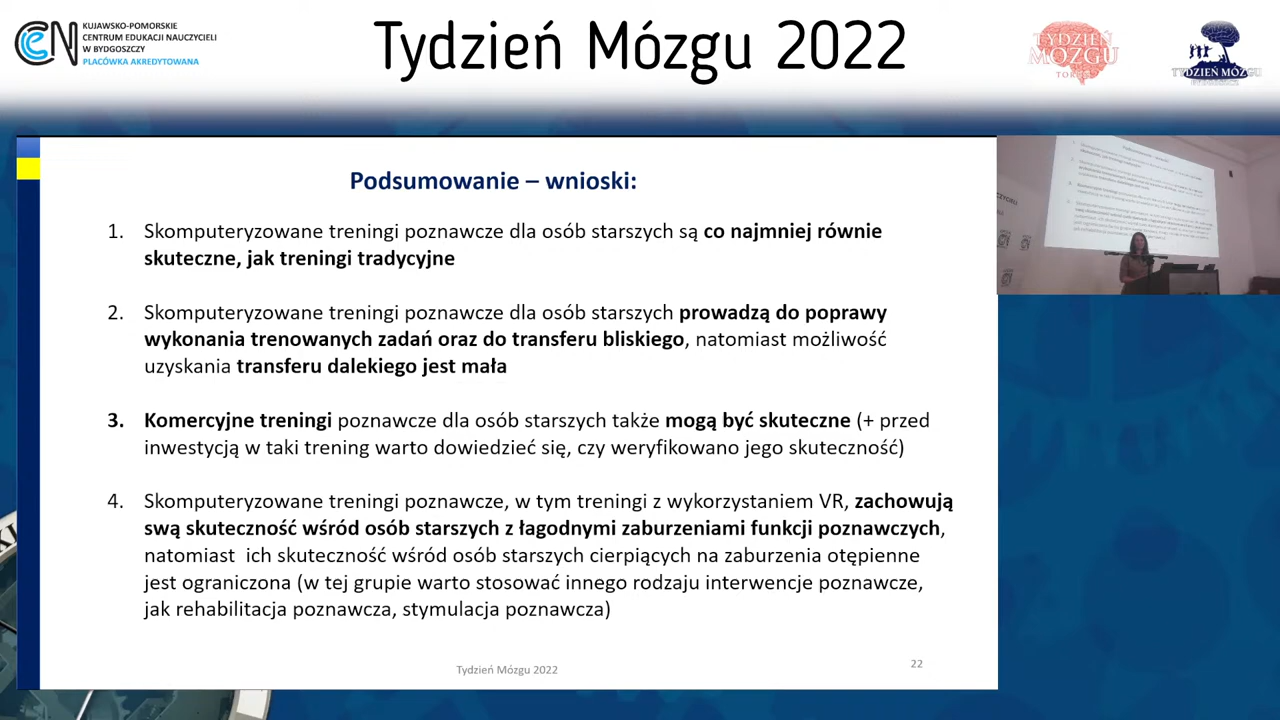 KUJAWSKO-POMORSKIE
CENTRUM EDUKACJI NAUCZYCIELI
W BYDGOSZCZY
PLACÓWKA AKREDYTOWANA
Tydzień Mózgu 2022
TYDZIEŃ
MÓZGU
TORUŃ
TYDZIEŃ MÓZGU
Podsumowanie – wnioski:
1. Skomputeryzowane treningi poznawcze dla osób starszych są co najmniej równie
skuteczne, jak treningi tradycyjne
2. Skomputeryzowane treningi poznawcze dla osób starszych prowadzą do poprawy
wykonania trenowanych zadań oraz do transferu bliskiego, natomiast możliwość
uzyskania transferu dalekiego jest mała
3. Komercyjne treningi poznawcze dla osób starszych także mogą być skuteczne (+ przed
inwestycją w taki trening warto dowiedzieć się, czy weryfikowano jego skuteczność)
4. Skomputeryzowane treningi poznawcze, w tym treningi z wykorzystaniem VR, zachowują
swą skuteczność wśród osób starszych z łagodnymi zaburzeniami funkcji poznawczych,
natomiast ich skuteczność wśród osób starszych cierpiących na zaburzenia otępienne
jest ograniczona (w tej grupie warto stosować innego rodzaju interwencje poznawcze,
jak rehabilitacja poznawcza, stymulacja poznawcza)
Tydzień Mózgu 2022
22